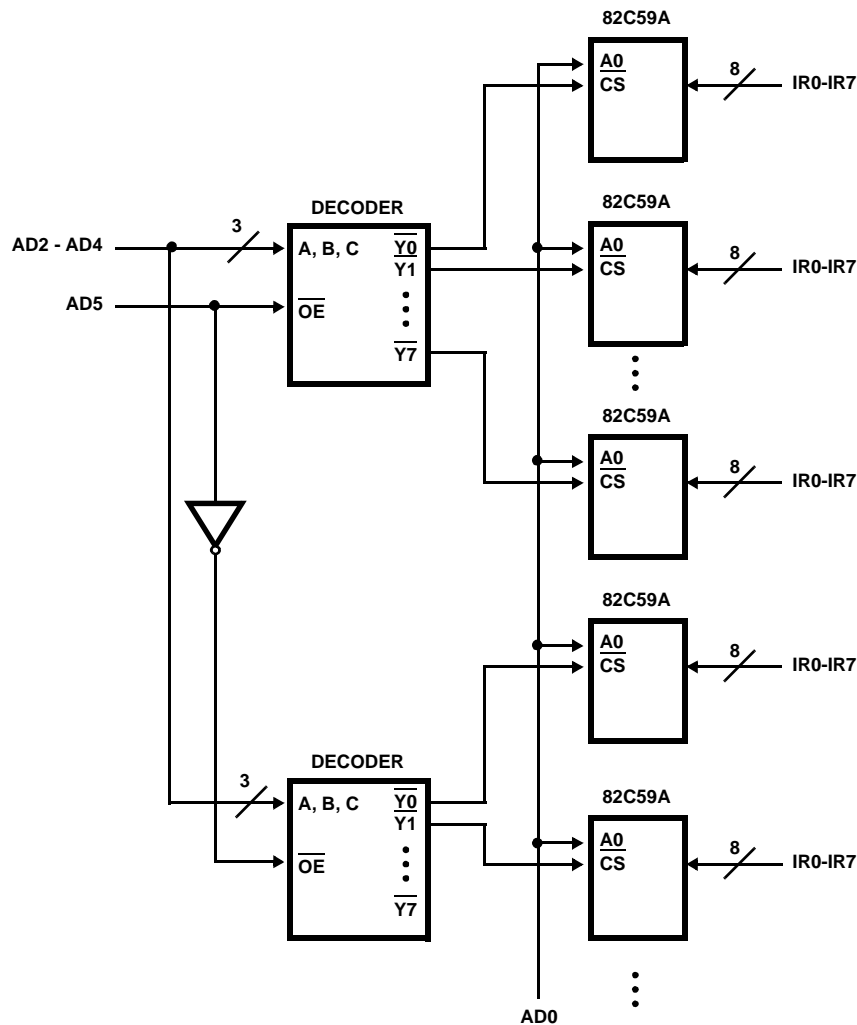 82C59A
A0
CS
8
IR0-IR7
82C59A
DECODER
3
AD2 - AD4
A, B, C
Y0
Y1
A0
CS
8
IR0-IR7
AD5
OE
Y7
82C59A
A0
CS
8
IR0-IR7
82C59A
A0
CS
8
IR0-IR7
DECODER
3
A, B, C
Y0
Y1
OE
Y7
82C59A
A0
CS
8
IR0-IR7
AD0